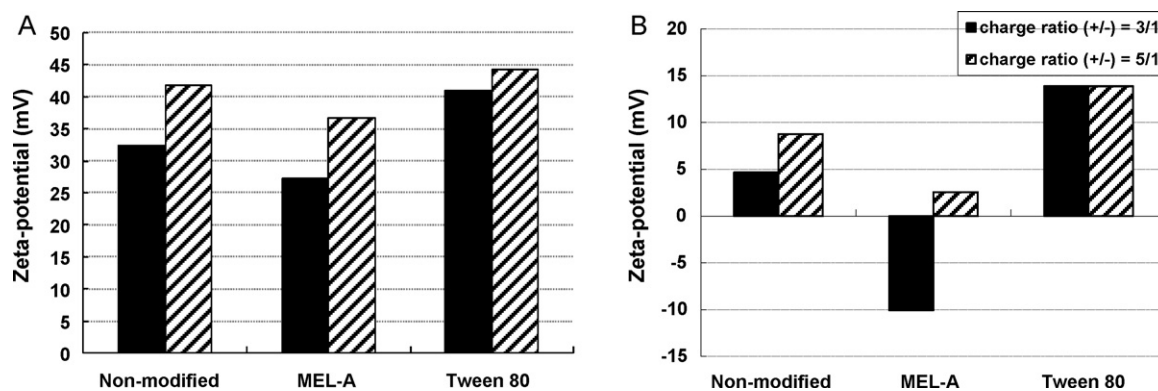 A
Zeta-potential (mV)
50
45
40
35
30
25
20
15
10
5
0
Non-modified MEL-A Tween 80
B
charge ratio (+/-) = 3/1
charge ratio (+/-) = 5/1
Zeta-potential (mV)
20
15
10
5
0
-5
-10
-15
Non-modified MEL-A Tween 80